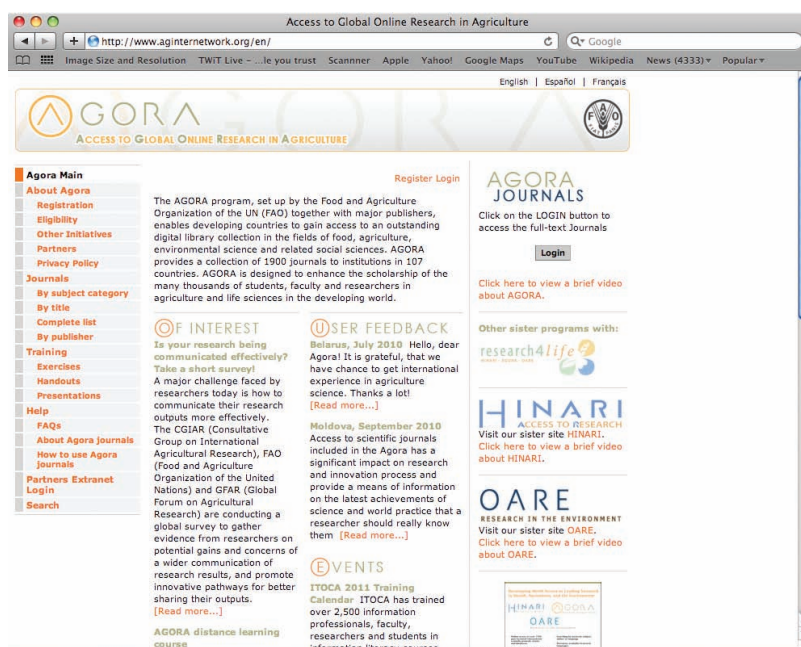 Access to Global Online Research in Agriculture
http://www.aginternetwork.org/en/
Google
Image Size and Resolution TWiT Live – ...le you trust Scannner Apple Yahoo! Google Maps YouTube Wikipedia News (4333) Popular
English | Español | Français
AGORA
ACCESS TO GLOBAL ONLINE RESEARCH IN AGRICULTURE
FAO
FIAT PANIS
Agora Main
About Agora
Registration
Eligibility
Other Initiatives
Partners
Privacy Policy
Journals
By subject category
By title
Complete list
By publisher
Training
Exercises
Handouts
Presentations
Help
FAQs
About Agora journals
How to use Agora
journals
Partners Extranet
Login
Search
Register Login
The AGORA program, set up by the Food and Agriculture
Organization of the UN (FAO) together with major publishers,
enables developing countries to gain access to an outstanding
digital library collection in the fields of food, agriculture,
environmental science and related social sciences. AGORA
provides a collection of 1900 journals to institutions in 107
countries. AGORA is designed to enhance the scholarship of the
many thousands of students, faculty and researchers in
agriculture and life sciences in the developing world.
OF INTEREST
Is your research being
communicated effectively?
Take a short survey!
A major challenge faced by
researchers today is how to
communicate their research
outputs more effectively.
The CGIAR (Consultative
Group on International
Agricultural Research), FAO
(Food and Agriculture
Organization of the United
Nations) and GFAR (Global
Forum on Agricultural
Research) are conducting a
global survey to gather
evidence from researchers on
potential gains and concerns of
a wider communication of
research results, and promote
innovative pathways for better
sharing their outputs.
[Read more...]
AGORA distance learning
course
USER FEEDBACK
Belarus, July 2010 Hello, dear
Agora! It is grateful, that we
have chance to get international
experience in agriculture
science. Thanks a lot!
[Read more...]
Moldova, September 2010
Access to scientific journals
included in the Agora has a
significant impact on research
and innovation process and
provide a means of information
on the latest achievements of
science and world practice that a
researcher should really know
them [Read more...]
EVENTS
ITOCA 2011 Training
Calendar ITOCA has trained
over 2,500 information
professionals, faculty,
researchers and students in
information literacy courses
AGORA
JOURNALS
Click on the LOGIN button to
access the full-text Journals
Login
Click here to view a brief video
about AGORA.
Other sister programs with:
research4life
HINARI
ACCESS TO RESEARCH
Visit our sister site HINARI.
Click here to view a brief video
about HINARI.
OARE
RESEARCH IN THE ENVIRONMENT
Visit our sister site OARE.
Click here to view a brief video
about OARE.
HINARI AGORA
OARE